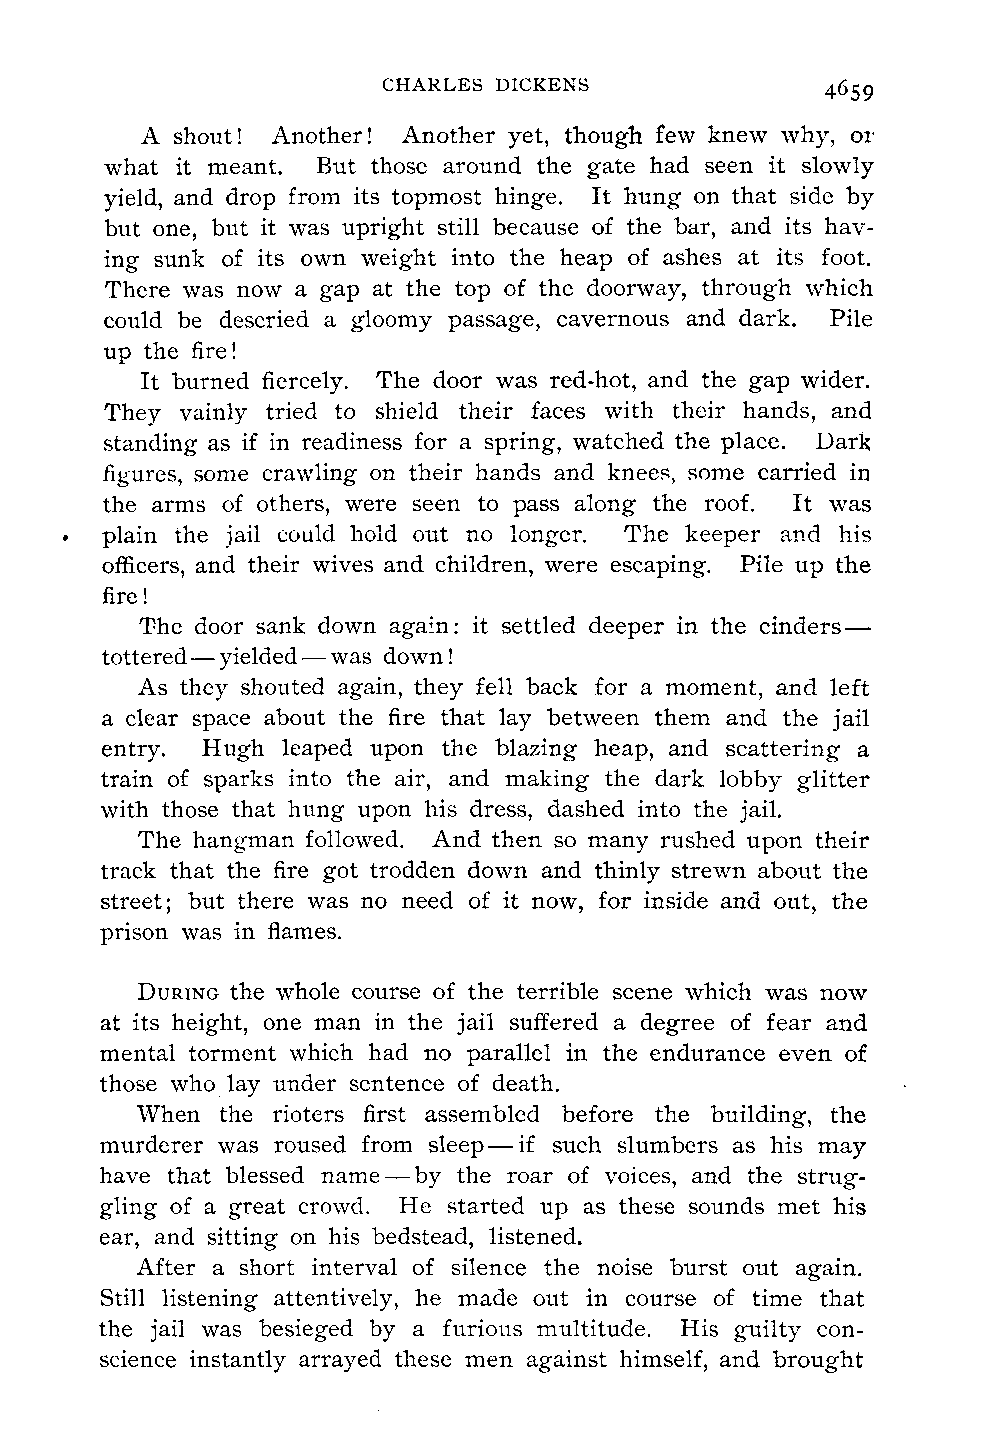 CHARLES DICKENS 4659
A shout! Another! Another yet, though few knew why, or
what it meant. But those around the gate had seen it slowly
yield, and drop from its topmost hinge. It hung on that side by
but one, but it was upright still because of the bar, and its hav-
ing sunk of its own weight into the heap of ashes at its foot.
There was now a gap at the top of the doorway, through which
could be descried a gloomy passage, cavernous and dark. Pile
up the fire!
It burned fiercely. The door was red-hot, and the gap wider.
They vainly tried to shield their faces with their hands, and
standing as if in readiness for a spring, watched the place. Dark
figures, some crawling on their hands and knees, some carried in
the arms of others, were seen to pass along the roof. It was
plain the jail could hold out no longer. The keeper and his
officers, and their wives and children, were escaping. Pile up the
fire!
The door sank down again: it settled deeper in the cinders—
tottered—yielded—was down!
As they shouted again, they fell back for a moment, and left
a clear space about the fire that lay between them and the jail
entry. Hugh leaped upon the blazing heap, and scattering a
train of sparks into the air, and making the dark lobby glitter
with those that hung upon his dress, dashed into the jail.
The hangman followed. And then so many rushed upon their
track that the fire got trodden down and thinly strewn about the
street; but there was no need of it now, for inside and out, the
prison was in flames.
DURING the whole course of the terrible scene which was now
at its height, one man in the jail suffered a degree of fear and
mental torment which had no parallel in the endurance even of
those who lay under sentence of death.
When the rioters first assembled before the building, the
murderer was roused from sleep—if such slumbers as his may
have that blessed name—by the roar of voices, and the strug-
gling of a great crowd. He started up as these sounds met his
ear, and sitting on his bedstead, listened.
After a short interval of silence the noise burst out again.
Still listening attentively, he made out in course of time that
the jail was besieged by a furious multitude. His guilty con-
science instantly arrayed these men against himself, and brought